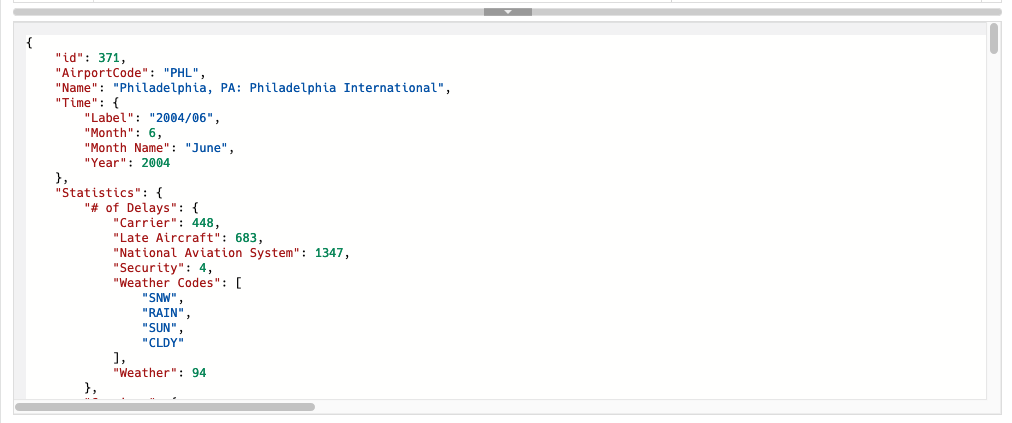 {
    "id": 371,
    "AirportCode": "PHL",
    "Name": "Philadelphia, PA: Philadelphia International",
    "Time": {
        "Label": "2004/06",
        "Month": 6,
        "Month Name": "June",
        "Year": 2004
    },
    "Statistics": {
        "# of Delays": {
            "Carrier": 448,
            "Late Aircraft": 683,
            "National Aviation System": 1347,
            "Security": 4,
            "Weather Codes": [
                "SNW",
                "RAIN",
                "SUN",
                "CLDY"
            ],
            "Weather": 94
        },